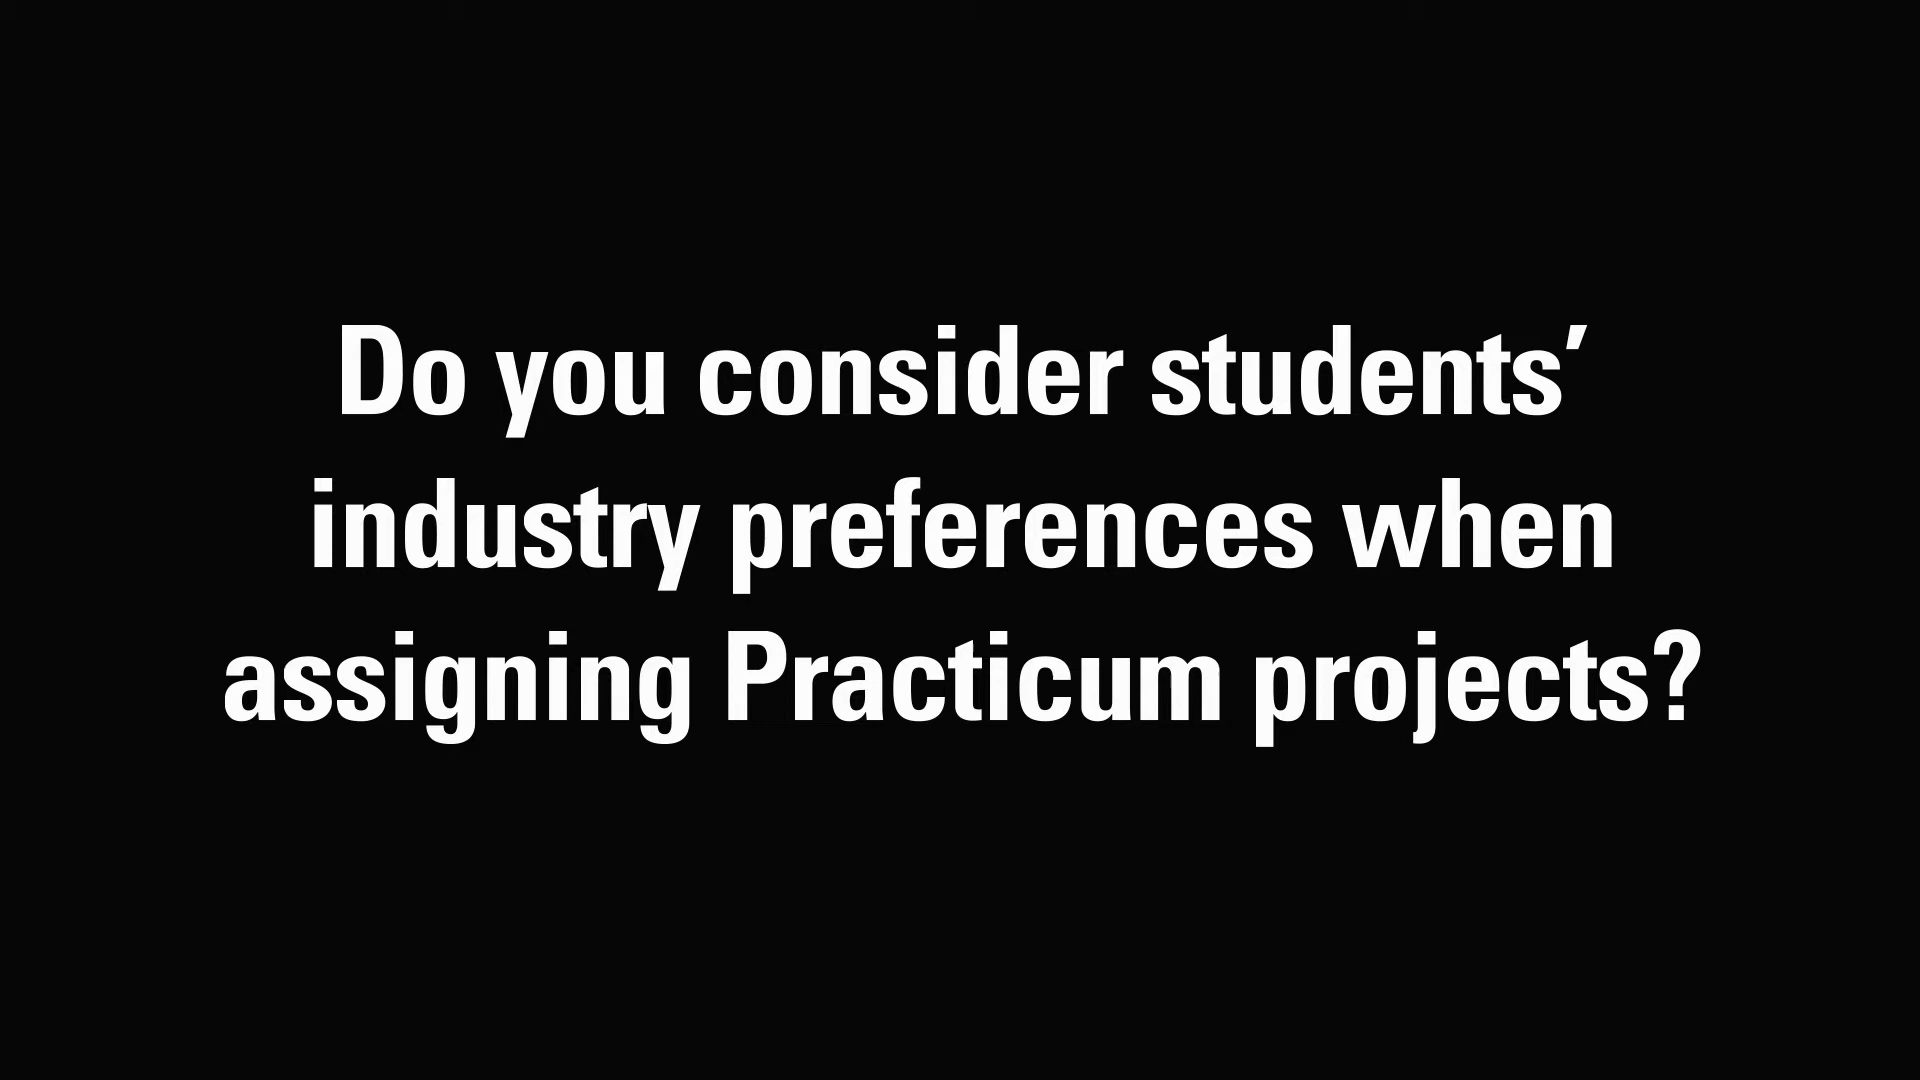 Do you consider students’
industry preferences when
assigning Practicum projects?